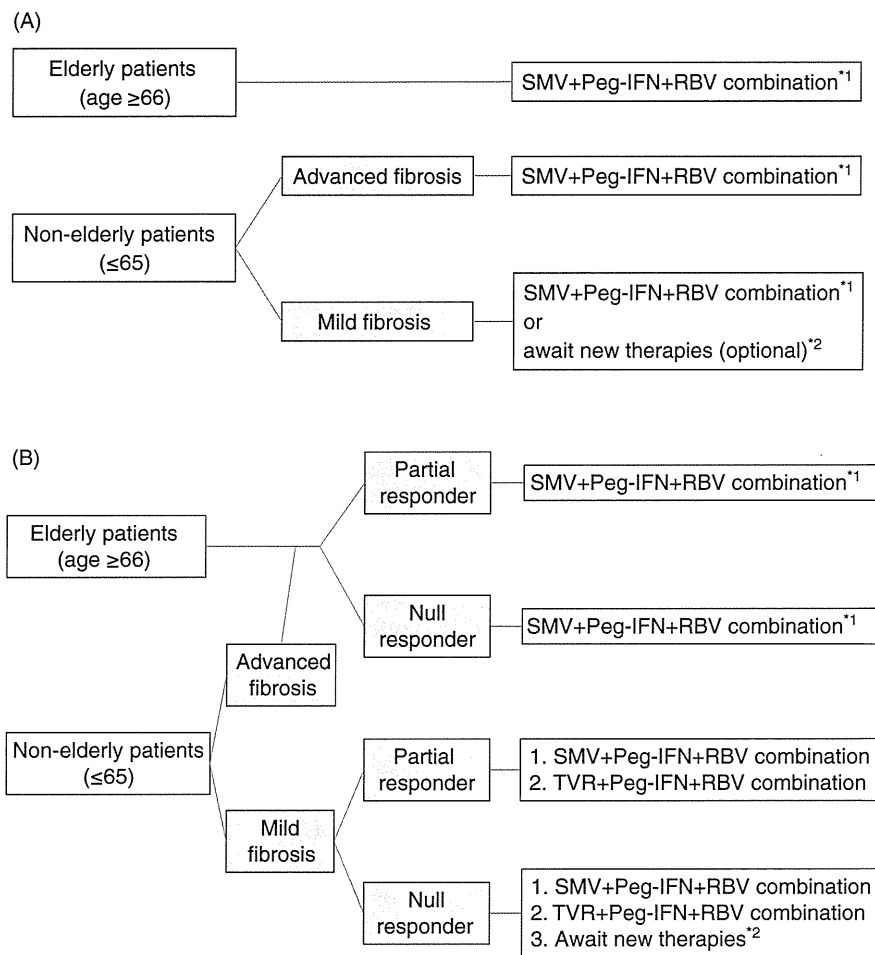 (A)
Elderly patients
(age ≥66)
SMV+Peg-IFN+RBV combination*1
Advanced fibrosis
SMV+Peg-IFN+RBV combination*1
Non-elderly patients
(≤65)
Mild fibrosis
SMV+Peg-IFN+RBV combination*1
or
await new therapies (optional)*2
(B)
Partial
responder
SMV+Peg-IFN+RBV combination*1
Elderly patients
(age ≥66)
Null
responder
SMV+Peg-IFN+RBV combination*1
Advanced
fibrosis
Non-elderly patients
(≤65)
Partial
responder
1. SMV+Peg-IFN+RBV combination
2. TVR+Peg-IFN+RBV combination
Mild
fibrosis
Null
responder
1. SMV+Peg-IFN+RBV combination
2. TVR+Peg-IFN+RBV combination
3. Await new therapies*2